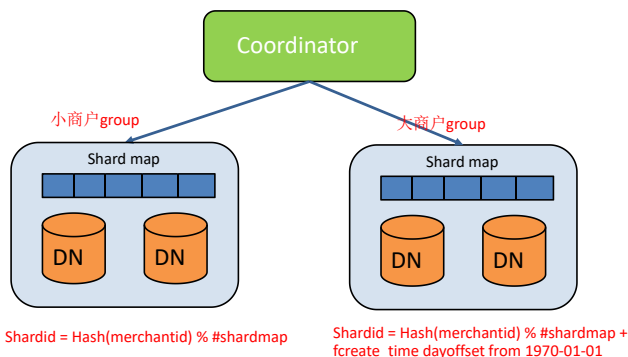 Coordinator
小商户group
大商户group
Shard map
Shard map
DN
DN
DN
DN
Shardid = Hash(merchantid) % #shardmap
Shardid = Hash(merchantid) % #shardmap +
fcreate_time dayoffset from 1970-01-01